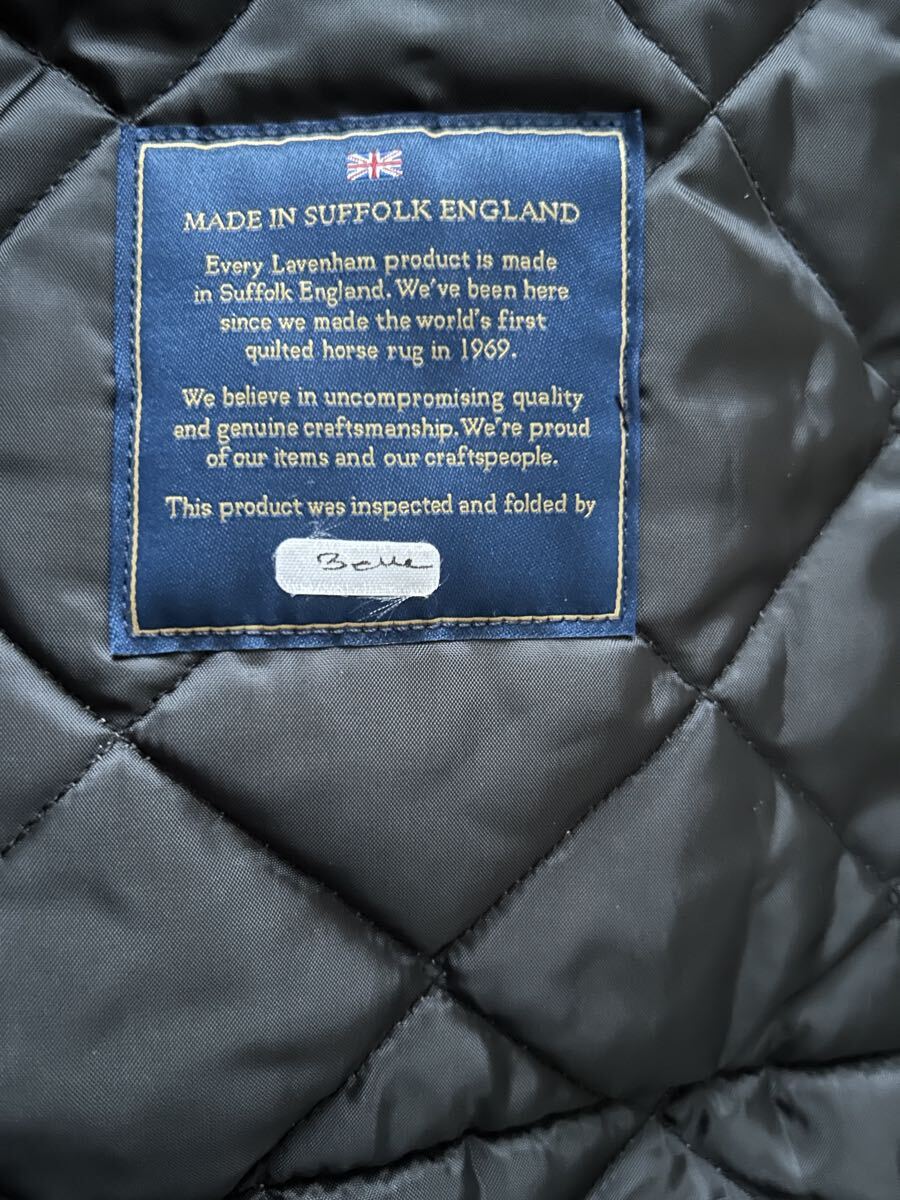 MADE IN SUFFOLK ENGLAND
Every Lavenham product is made
in Suffolk England. We've been here
since we made the world's first
quilted horse rug in 1969.
We believe in uncompromising quality
and genuine craftsmanship. We're proud
of our items and our craftspeople.
This product was inspected and folded by
Belle